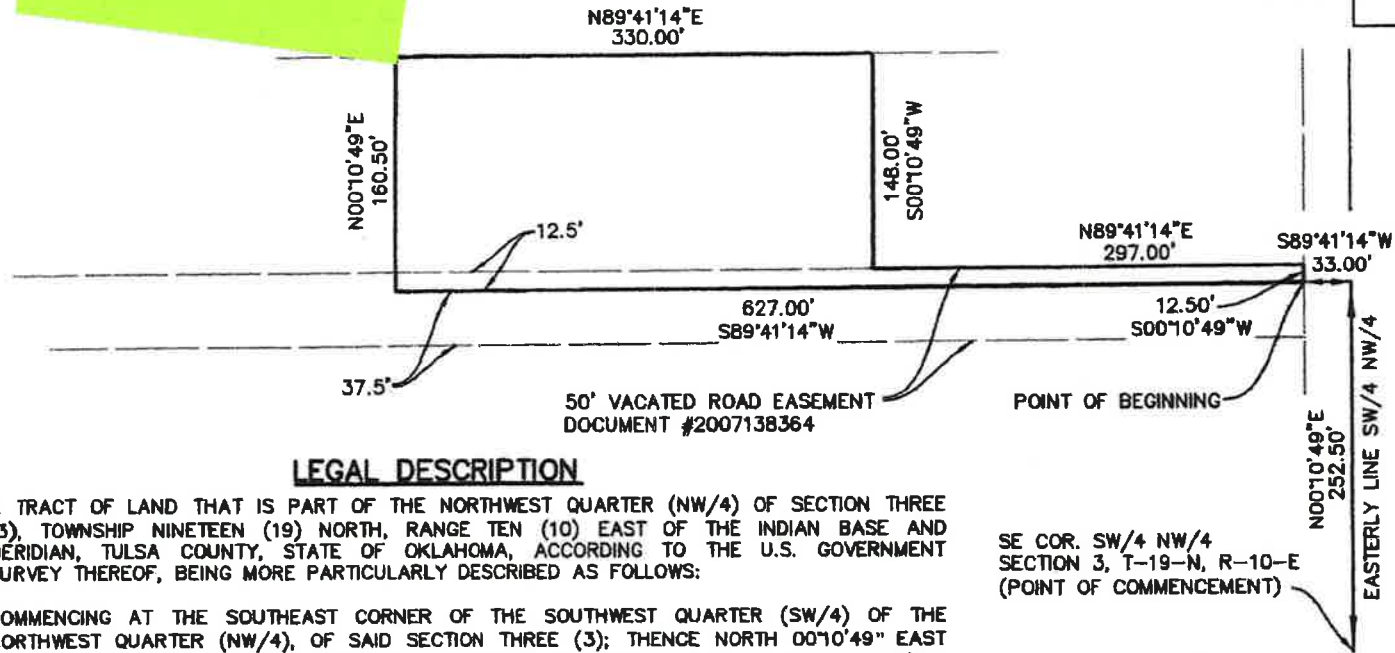 N89°41'14"E
330.00'
N00°10'49"E
160.50'
148.00'
S00°10'49"W
12.5'
N89°41'14"E
297.00'
S89°41'14"W
33.00'
627.00'
S89°41'14"W
12.50'
S00°10'49"W
37.5'
50' VACATED ROAD EASEMENT
DOCUMENT #2007138364
POINT OF BEGINNING
N00°10'49"E
252.50'
EASTERLY LINE SW/4 NW/4
SE COR. SW/4 NW/4
SECTION 3, T-19-N, R-10-E
(POINT OF COMMENCEMENT)
LEGAL DESCRIPTION
TRACT OF LAND THAT IS PART OF THE NORTHWEST QUARTER (NW/4) OF SECTION THREE
3), TOWNSHIP NINETEEN (19) NORTH, RANGE TEN (10) EAST OF THE INDIAN BASE AND
ERIDIAN, TULSA COUNTY, STATE OF OKLAHOMA, ACCORDING TO THE U.S. GOVERNMENT
URVEY THEREOF, BEING MORE PARTICULARLY DESCRIBED AS FOLLOWS:
OMMENCING AT THE SOUTHEAST CORNER OF THE SOUTHWEST QUARTER (SW/4) OF THE
ORTHWEST QUARTER (NW/4), OF SAID SECTION THREE (3); THENCE NORTH 00°10'49" EAST